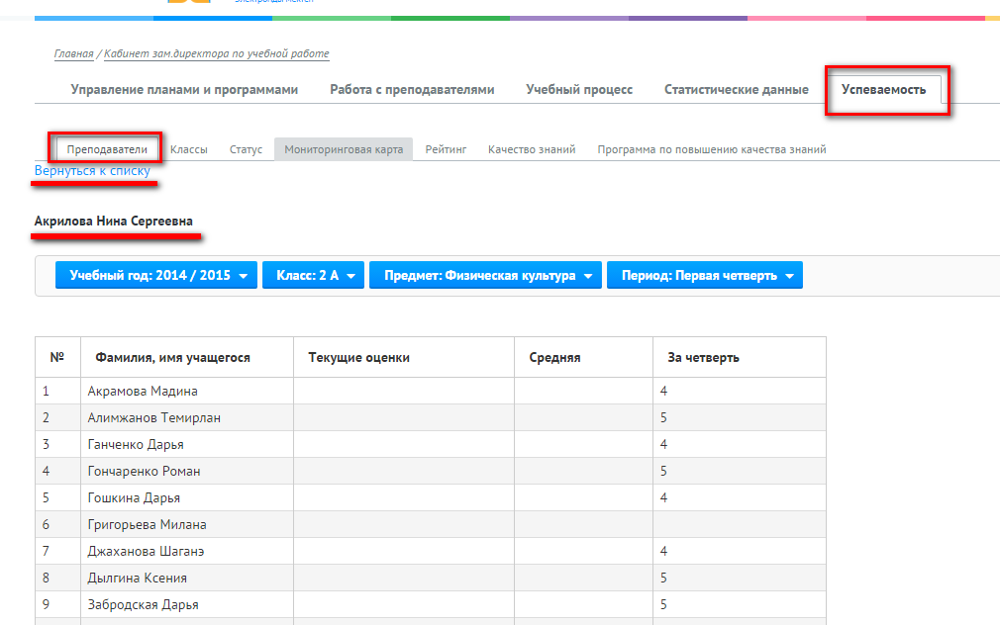 Главная / Кабинет зам.директора по учебной работе
Управление планами и программами Работа с преподавателями Учебный процесс Статистические данные Успеваемость
Преподаватели Классы Статус Мониторинговая карта Рейтинг Качество знаний Программа по повышению качества знаний
Вернуться к списку
Акрилова Нина Сергеевна
Учебный год: 2014 / 2015 Класс: 2 А Предмет: Физическая культура Период: Первая четверть
№ Фамилия, имя учащегося Текущие оценки Средняя За четверть
1 Акрамова Мадина 4
2 Алимжанов Темирлан 5
3 Ганченко Дарья 4
4 Гончаренко Роман 5
5 Гошкина Дарья 4
6 Григорьева Милана
7 Джаханова Шаганэ 4
8 Дылгина Ксения 5
9 Забродская Дарья 5